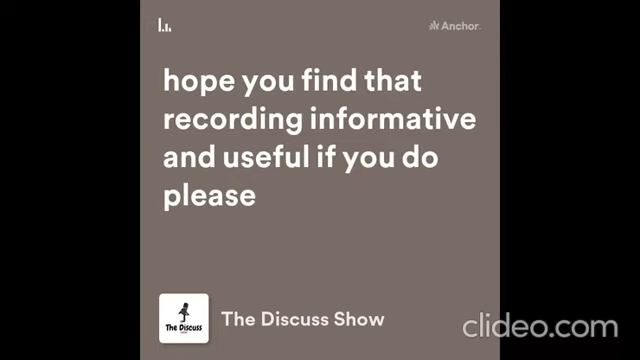 Anchor.
hope you find that
recording informative
and useful if you do
please
The Discuss
The Discuss Show
clideo.com